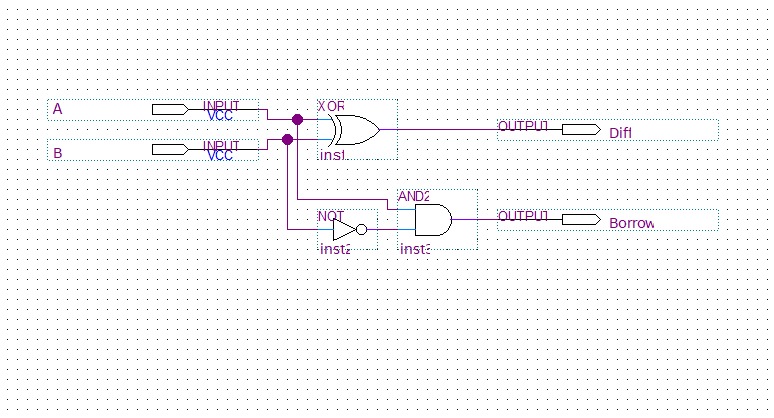 A INPUT VCC
XOR
inst
OUTPUT Diff
B INPUT VCC
AND2
NOT
OUTPUT Borrow
inst2 inst3